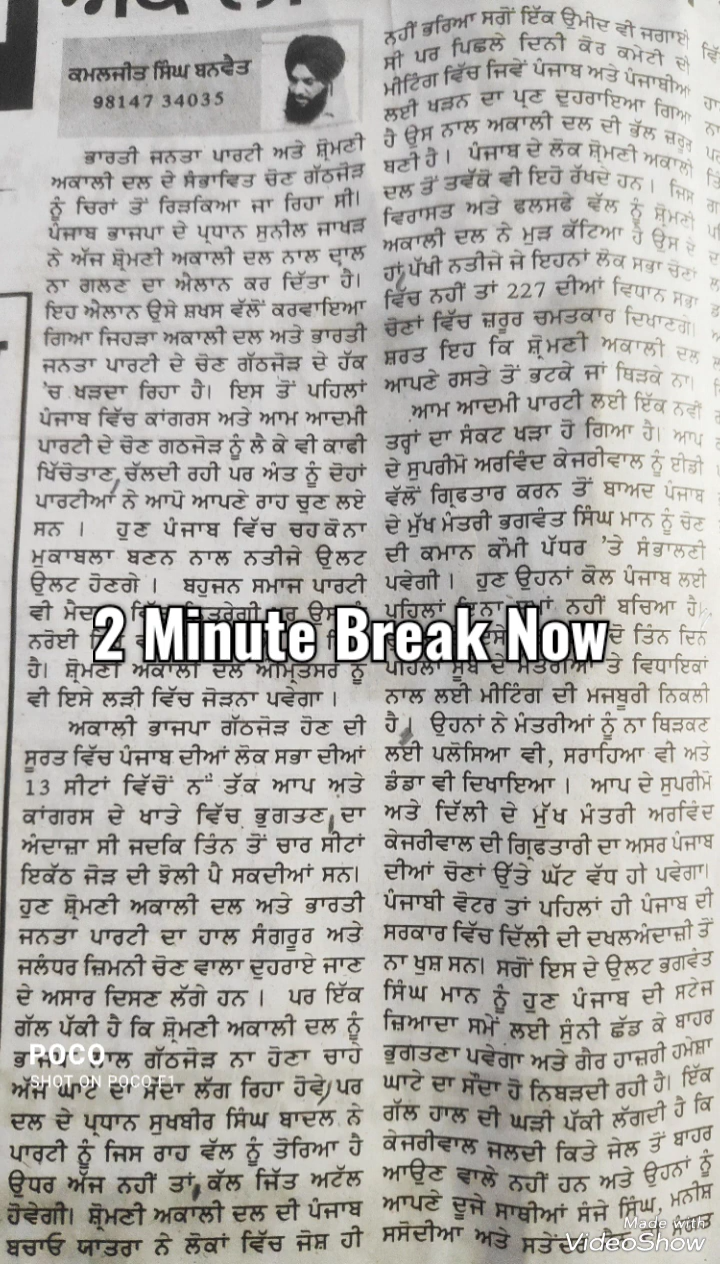 ਕਮਲਜੀਤ ਸਿੰਘ ਬਨਵੈਤ
98147 34035
ਭਾਰਤੀ ਜਨਤਾ ਪਾਰਟੀ ਅਤੇ ਸ਼੍ਰੋਮਣੀ
ਅਕਾਲੀ ਦਲ ਦੇ ਸੰਭਾਵਿਤ ਚੋਣ ਗੱਠਜੋੜ
ਨੂੰ ਚਿਰਾਂ ਤੋਂ ਰਿੜਕਿਆ ਜਾ ਰਿਹਾ ਸੀ।
ਪੰਜਾਬ ਭਾਜਪਾ ਦੇ ਪ੍ਰਧਾਨ ਸੁਨੀਲ ਜਾਖੜ
ਨੇ ਅੱਜ ਸ਼੍ਰੋਮਣੀ ਅਕਾਲੀ ਦਲ ਨਾਲ ਦਾਲ
ਨਾ ਗਲਣ ਦਾ ਐਲਾਨ ਕਰ ਦਿੱਤਾ ਹੈ।
ਇਹ ਐਲਾਨ ਉਸੇ ਸ਼ਖਸ ਵੱਲੋਂ ਕਰਵਾਇਆ
ਗਿਆ ਜਿਹੜਾ ਅਕਾਲੀ ਦਲ ਅਤੇ ਭਾਰਤੀ
ਜਨਤਾ ਪਾਰਟੀ ਦੇ ਚੋਣ ਗੱਠਜੋੜ ਦੇ ਹੱਕ
'ਚ ਖੜਦਾ ਰਿਹਾ ਹੈ। ਇਸ ਤੋਂ ਪਹਿਲਾਂ
ਪੰਜਾਬ ਵਿੱਚ ਕਾਂਗਰਸ ਅਤੇ ਆਮ ਆਦਮੀ
ਪਾਰਟੀ ਦੇ ਚੋਣ ਗਠਜੋੜ ਨੂੰ ਲੈ ਕੇ ਵੀ ਕਾਫੀ
ਖਿੱਚੋਤਾਣ ਚੱਲਦੀ ਰਹੀ ਪਰ ਅੰਤ ਨੂੰ ਦੋਹਾਂ
ਪਾਰਟੀਆਂ ਨੇ ਆਪੋ ਆਪਣੇ ਰਾਹ ਚੁਣ ਲਏ
ਸਨ । ਹੁਣ ਪੰਜਾਬ ਵਿੱਚ ਚਹਕੋਨਾ
ਮੁਕਾਬਲਾ ਬਣਨ ਨਾਲ ਨਤੀਜੇ ਉਲਟ
ਉਲਟ ਹੋਣਗੇ । ਬਹੁਜਨ ਸਮਾਜ ਪਾਰਟੀ
ਵੀ
ਨਰੋਈ
ਹੈ। ਸ਼੍ਰੋਮਣੀ ਅਕਾਲੀ ਦਲ ਅੰਮ੍ਰਿਤਸਰ ਨੂੰ
ਵੀ ਇਸੇ ਲੜੀ ਵਿੱਚ ਜੋੜਨਾ ਪਵੇਗਾ ।
ਅਕਾਲੀ ਭਾਜਪਾ ਗੱਠਜੋੜ ਹੋਣ ਦੀ
ਸੂਰਤ ਵਿੱਚ ਪੰਜਾਬ ਦੀਆਂ ਲੋਕ ਸਭਾ ਦੀਆਂ
13 ਸੀਟਾਂ ਵਿੱਚੋਂ ਨੌਂ ਤੱਕ ਆਪ ਅਤੇ
ਕਾਂਗਰਸ ਦੇ ਖਾਤੇ ਵਿੱਚ ਭੁਗਤਣ ਦਾ
ਅੰਦਾਜ਼ਾ ਸੀ ਜਦਕਿ ਤਿੰਨ ਤੋਂ ਚਾਰ ਸੀਟਾਂ
ਇਕੱਠ ਜੋੜ ਦੀ ਝੋਲੀ ਪੈ ਸਕਦੀਆਂ ਸਨ।
ਹੁਣ ਸ਼੍ਰੋਮਣੀ ਅਕਾਲੀ ਦਲ ਅਤੇ ਭਾਰਤੀ
ਜਨਤਾ ਪਾਰਟੀ ਦਾ ਹਾਲ ਸੰਗਰੂਰ ਅਤੇ
ਜਲੰਧਰ ਜ਼ਿਮਨੀ ਚੋਣ ਵਾਲਾ ਦੁਹਰਾਏ ਜਾਣ
ਦੇ ਅਸਾਰ ਦਿਸਣ ਲੱਗੇ ਹਨ । ਪਰ ਇੱਕ
ਗੱਲ ਪੱਕੀ ਹੈ ਕਿ ਸ਼੍ਰੋਮਣੀ ਅਕਾਲੀ ਦਲ ਨੂੰ
ਭਾਜਪਾ ਨਾਲ ਗੱਠਜੋੜ ਨਾ ਹੋਣਾ ਚਾਹੇ
ਅੱਜ ਘਾਟੇ ਦਾ ਸੌਦਾ ਲੱਗ ਰਿਹਾ ਹੋਵੇ ਪਰ
ਦਲ ਦੇ ਪ੍ਰਧਾਨ ਸੁਖਬੀਰ ਸਿੰਘ ਬਾਦਲ ਨੇ
ਪਾਰਟੀ ਨੂੰ ਜਿਸ ਰਾਹ ਵੱਲ ਨੂੰ ਤੋਰਿਆ ਹੈ
ਉਧਰ ਅੱਜ ਨਹੀਂ ਤਾਂ ਕੱਲ ਜਿੱਤ ਅਟੱਲ
ਹੋਵੇਗੀ। ਸ਼੍ਰੋਮਣੀ ਅਕਾਲੀ ਦਲ ਦੀ ਪੰਜਾਬ
ਬਚਾਓ ਯਾਤਰਾ ਨੇ ਲੋਕਾਂ ਵਿੱਚ ਜੋਸ਼ ਹੀ
ਨਹੀਂ ਭਰਿਆ ਸਗੋਂ ਇੱਕ ਉਮੀਦ ਵੀ ਜਗਾਈ
ਸੀ ਪਰ ਪਿਛਲੇ ਦਿਨੀ ਕੋਰ ਕਮੇਟੀ ਦੀ
ਮੀਟਿੰਗ ਵਿੱਚ ਜਿਵੇਂ ਪੰਜਾਬ ਅਤੇ ਪੰਜਾਬੀਆਂ
ਲਈ ਖੜਨ ਦਾ ਪ੍ਰਣ ਦੁਹਰਾਇਆ ਗਿਆ
ਹੈ ਉਸ ਨਾਲ ਅਕਾਲੀ ਦਲ ਦੀ ਭੱਲ ਜ਼ਰੂਰ
ਬਣੀ ਹੈ। ਪੰਜਾਬ ਦੇ ਲੋਕ ਸ਼੍ਰੋਮਣੀ ਅਕਾਲੀ
ਦਲ ਤੋਂ ਤਵੱਕੋ ਵੀ ਇਹੋ ਰੱਖਦੇ ਹਨ। ਜਿਸ
ਵਿਰਾਸਤ ਅਤੇ ਫਲਸਫੇ ਵੱਲ ਨੂੰ ਸ਼੍ਰੋਮਣੀ
ਅਕਾਲੀ ਦਲ ਨੇ ਮੁੜ ਕੱਟਿਆ ਹੈ ਉਸ ਦੇ
ਹਾਂ ਪੱਖੀ ਨਤੀਜੇ ਜੇ ਇਹਨਾਂ ਲੋਕ ਸਭਾ ਚੋਣਾਂ
ਵਿੱਚ ਨਹੀਂ ਤਾਂ 227 ਦੀਆਂ ਵਿਧਾਨ ਸਭਾ
ਚੋਣਾਂ ਵਿੱਚ ਜ਼ਰੂਰ ਚਮਤਕਾਰ ਦਿਖਾਣਗੇ।
ਸ਼ਰਤ ਇਹ ਕਿ ਸ਼੍ਰੋਮਣੀ ਅਕਾਲੀ ਦਲ
ਆਪਣੇ ਰਸਤੇ ਤੋਂ ਭਟਕੇ ਜਾਂ ਥਿੜਕੇ ਨਾ।
ਆਮ ਆਦਮੀ ਪਾਰਟੀ ਲਈ ਇੱਕ ਨਵੀਂ
ਤਰ੍ਹਾਂ ਦਾ ਸੰਕਟ ਖੜਾ ਹੋ ਗਿਆ ਹੈ। ਆਪ
ਦੇ ਸੁਪਰੀਮੋ ਅਰਵਿੰਦ ਕੇਜਰੀਵਾਲ ਨੂੰ ਈਡੀ
ਵੱਲੋਂ ਗ੍ਰਿਫਤਾਰ ਕਰਨ ਤੋਂ ਬਾਅਦ ਪੰਜਾਬ
ਦੇ ਮੁੱਖ ਮੰਤਰੀ ਭਗਵੰਤ ਸਿੰਘ ਮਾਨ ਨੂੰ ਚੋਣ
ਦੀ ਕਮਾਨ ਕੌਮੀ ਪੱਧਰ 'ਤੇ ਸੰਭਾਲਣੀ
ਪਵੇਗੀ । ਹੁਣ ਉਹਨਾਂ ਕੋਲ ਪੰਜਾਬ ਲਈ
ਪਹਿਲਾਂ ਜਿੰਨਾ ਸਮਾਂ ਨਹੀਂ ਬਚਿਆ ਹੈ।
2 Minute Break Now
ਦੋ ਤਿੰਨ ਦਿਨ
ਪਹਿਲਾਂ ਸੂਬੇ ਦੇ ਮੰਤਰੀਆਂ ਤੇ ਵਿਧਾਇਕਾਂ
ਨਾਲ ਲਈ ਮੀਟਿੰਗ ਦੀ ਮਜਬੂਰੀ ਨਿਕਲੀ
ਹੈ। ਉਹਨਾਂ ਨੇ ਮੰਤਰੀਆਂ ਨੂੰ ਨਾ ਥਿੜਕਣ
ਲਈ ਪਲੋਸਿਆ ਵੀ, ਸਰਾਹਿਆ ਵੀ ਅਤੇ
ਡੰਡਾ ਵੀ ਦਿਖਾਇਆ । ਆਪ ਦੇ ਸੁਪਰੀਮੋ
ਅਤੇ ਦਿੱਲੀ ਦੇ ਮੁੱਖ ਮੰਤਰੀ ਅਰਵਿੰਦ
ਕੇਜਰੀਵਾਲ ਦੀ ਗ੍ਰਿਫਤਾਰੀ ਦਾ ਅਸਰ ਪੰਜਾਬ
ਦੀਆਂ ਚੋਣਾਂ ਉੱਤੇ ਘੱਟ ਵੱਧ ਹੀ ਪਵੇਗਾ।
ਪੰਜਾਬੀ ਵੋਟਰ ਤਾਂ ਪਹਿਲਾਂ ਹੀ ਪੰਜਾਬ ਦੀ
ਸਰਕਾਰ ਵਿੱਚ ਦਿੱਲੀ ਦੀ ਦਖਲਅੰਦਾਜ਼ੀ ਤੋਂ
ਨਾ ਖੁਸ਼ ਸਨ। ਸਗੋਂ ਇਸ ਦੇ ਉਲਟ ਭਗਵੰਤ
ਸਿੰਘ ਮਾਨ ਨੂੰ ਹੁਣ ਪੰਜਾਬ ਦੀ ਸਟੇਜ
ਜ਼ਿਆਦਾ ਸਮੇਂ ਲਈ ਸੁੰਨੀ ਛੱਡ ਕੇ ਬਾਹਰ
ਭੁਗਤਣਾ ਪਵੇਗਾ ਅਤੇ ਗੈਰ ਹਾਜ਼ਰੀ ਹਮੇਸ਼ਾ
ਘਾਟੇ ਦਾ ਸੌਦਾ ਹੋ ਨਿਬੜਦੀ ਰਹੀ ਹੈ। ਇੱਕ
ਗੱਲ ਹਾਲ ਦੀ ਘੜੀ ਪੱਕੀ ਲੱਗਦੀ ਹੈ ਕਿ
ਕੇਜਰੀਵਾਲ ਜਲਦੀ ਕਿਤੇ ਜੇਲ ਤੋਂ ਬਾਹਰ
ਆਉਣ ਵਾਲੇ ਨਹੀਂ ਹਨ ਅਤੇ ਉਹਨਾਂ ਨੂੰ
ਆਪਣੇ ਦੂਜੇ ਸਾਥੀਆਂ ਸੰਜੇ ਸਿੰਘ, ਮਨੀਸ਼
ਸਸੋਦੀਆ ਅਤੇ
POCO
SHOT ON POCO F1
Made with
VideoShow